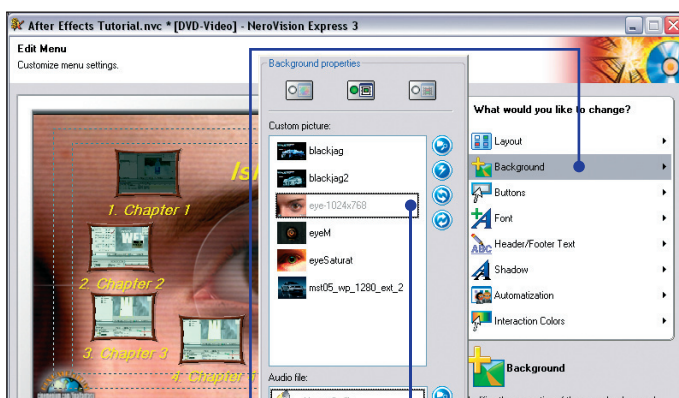 After Effects Tutorial.nvc * [DVD-Video] - NeroVision Express 3
Edit Menu
Customize menu settings.
1. Chapter 1
2. Chapter 2
3. Chapter 3
4. Chapter 1
Background properties
Custom picture:
blackjag
blackjag2
eye-1024x768
eyeM
eyeSaturat
mst05_wp_1280_ext_2
Audio file:
What would you like to change?
Layout
Background
Buttons
Font
ABC
Header/Footer Text
Shadow
Automatization
Interaction Colors
Background